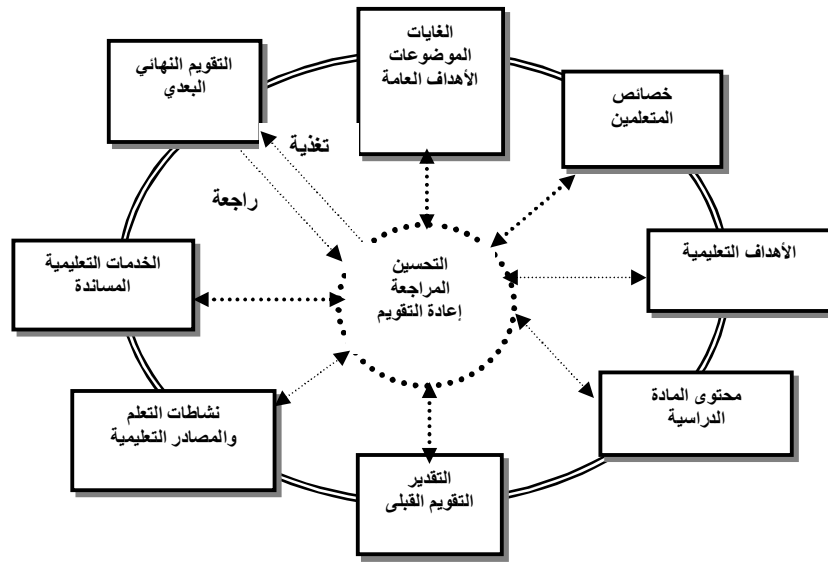 الغايات
الموضوعات
الأهداف العامة
خصائص
المتعلمين
الأهداف التعليمية
محتوى المادة
الدراسية
التقدير
التقويم القبلى
نشاطات التعلم
والمصادر التعليمية
الخدمات التعليمية
المساندة
التقويم النهائي
البعدي
تغذية
راجعة
التحسين
المراجعة
إعادة التقويم